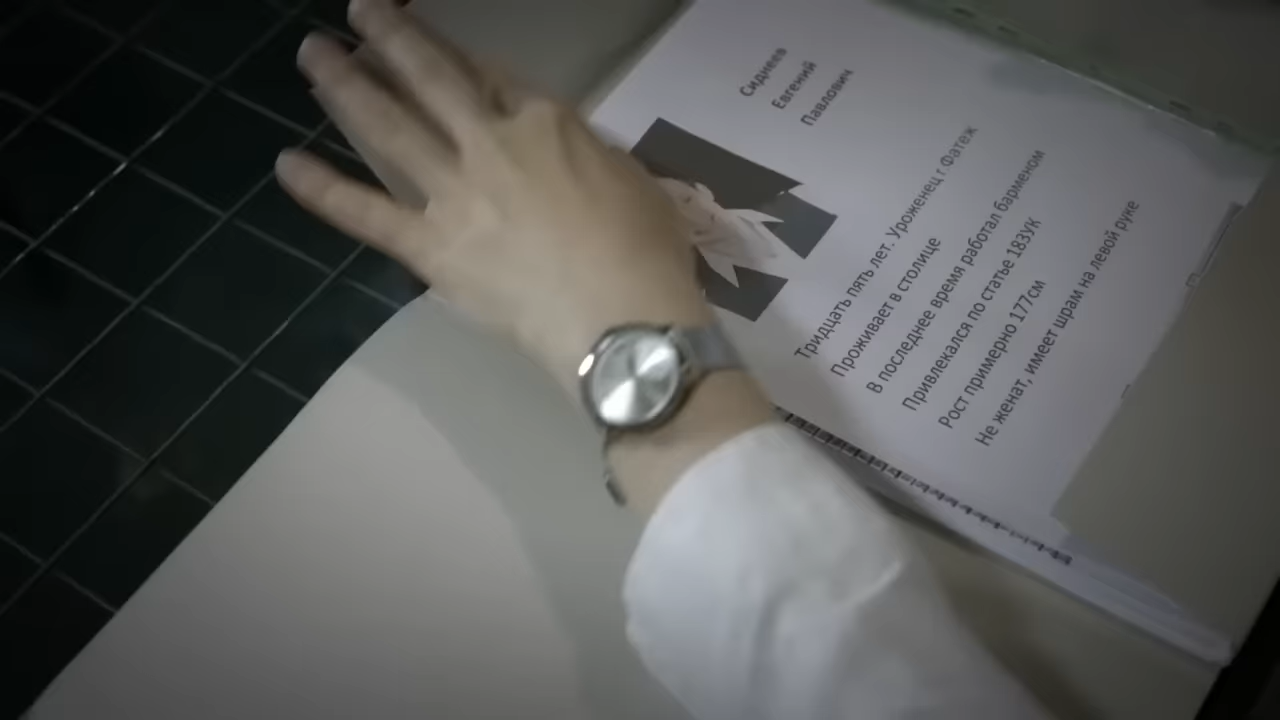 Сиднеев
Евгений
Павлович
Тридцать пять лет. Уроженец г Фатеж
Проживает в столице
В последнее время работал барменом
Привлекался по статье 183УК
Рост примерно 177см
Не женат, имеет шрам на левой руке